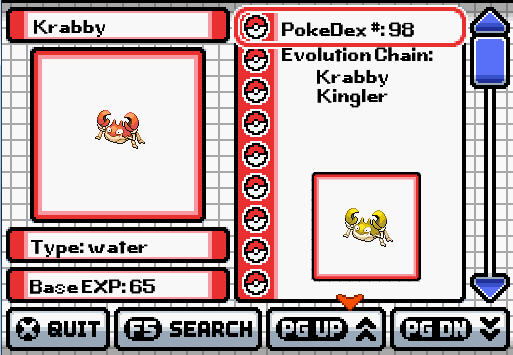 Krabby
PokeDex #: 98
Evolution Chain:
Krabby
Kingler
Type: water
Base EXP: 65
X QUIT
F5 SEARCH
PG UP
PG DN